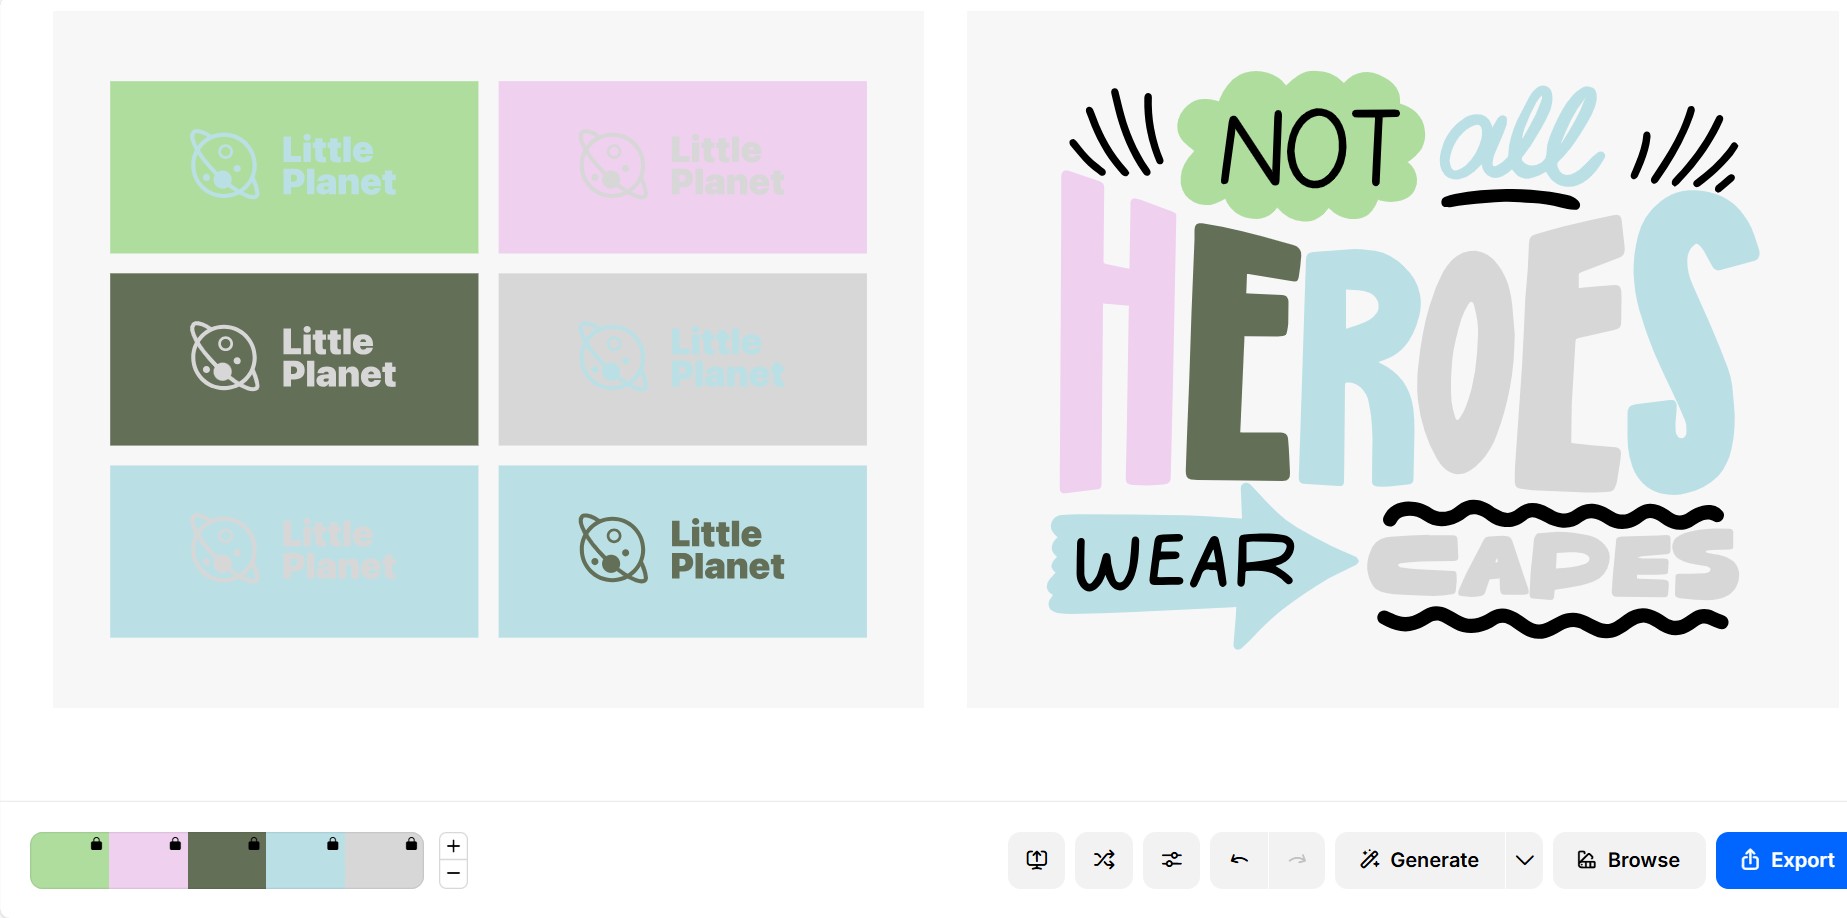 Little
Planet
Little
Planet
Little
Planet
Little
Planet
Little
Planet
Little
Planet
NOT all
HEROES
WEAR CAPES
Generate
Browse
Export